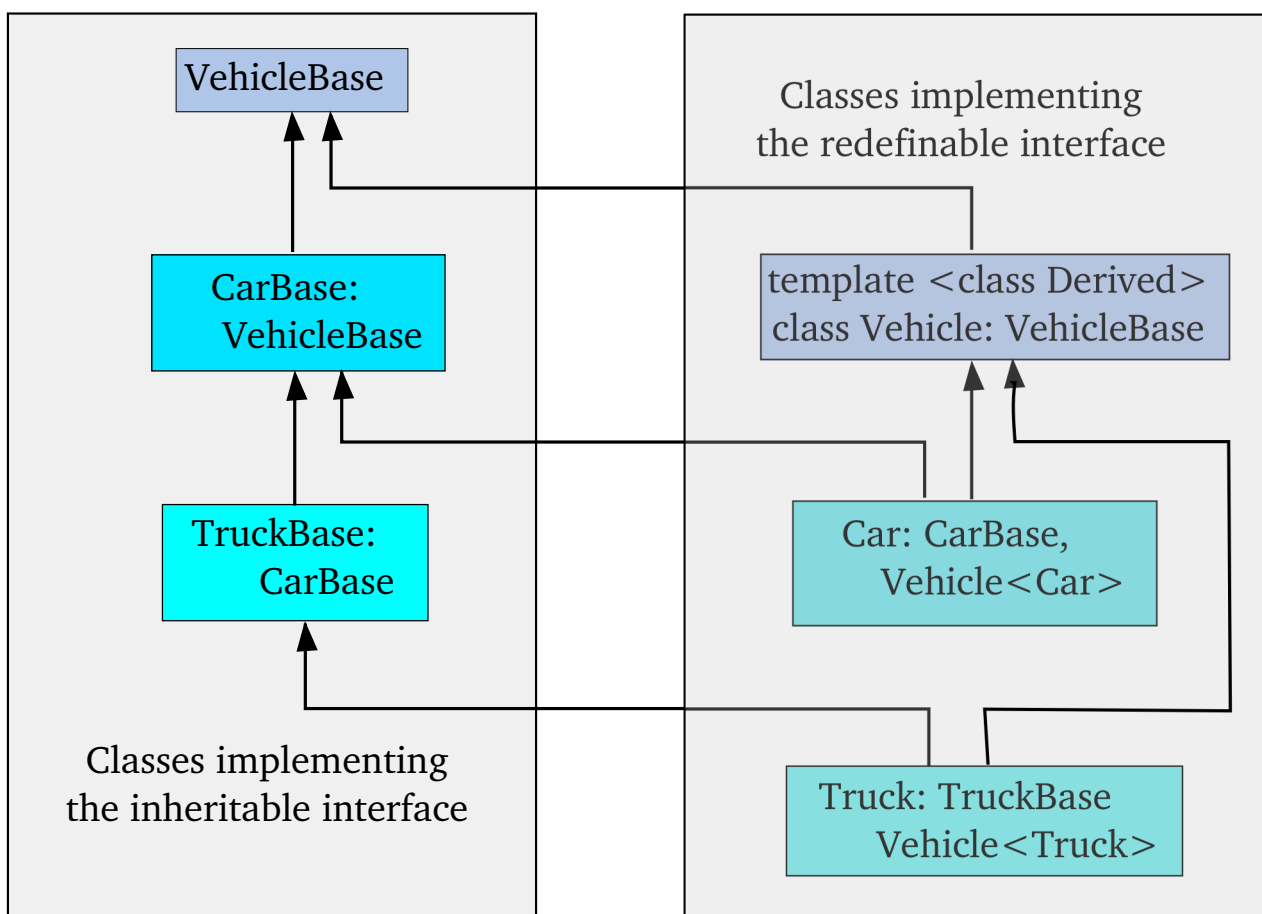 VehicleBase
CarBase:
VehicleBase
TruckBase:
CarBase
Classes implementing
the inheritable interface
Classes implementing
the redefinable interface
template <class Derived>
class Vehicle: VehicleBase
Car: CarBase,
Vehicle<Car>
Truck: TruckBase
Vehicle<Truck>